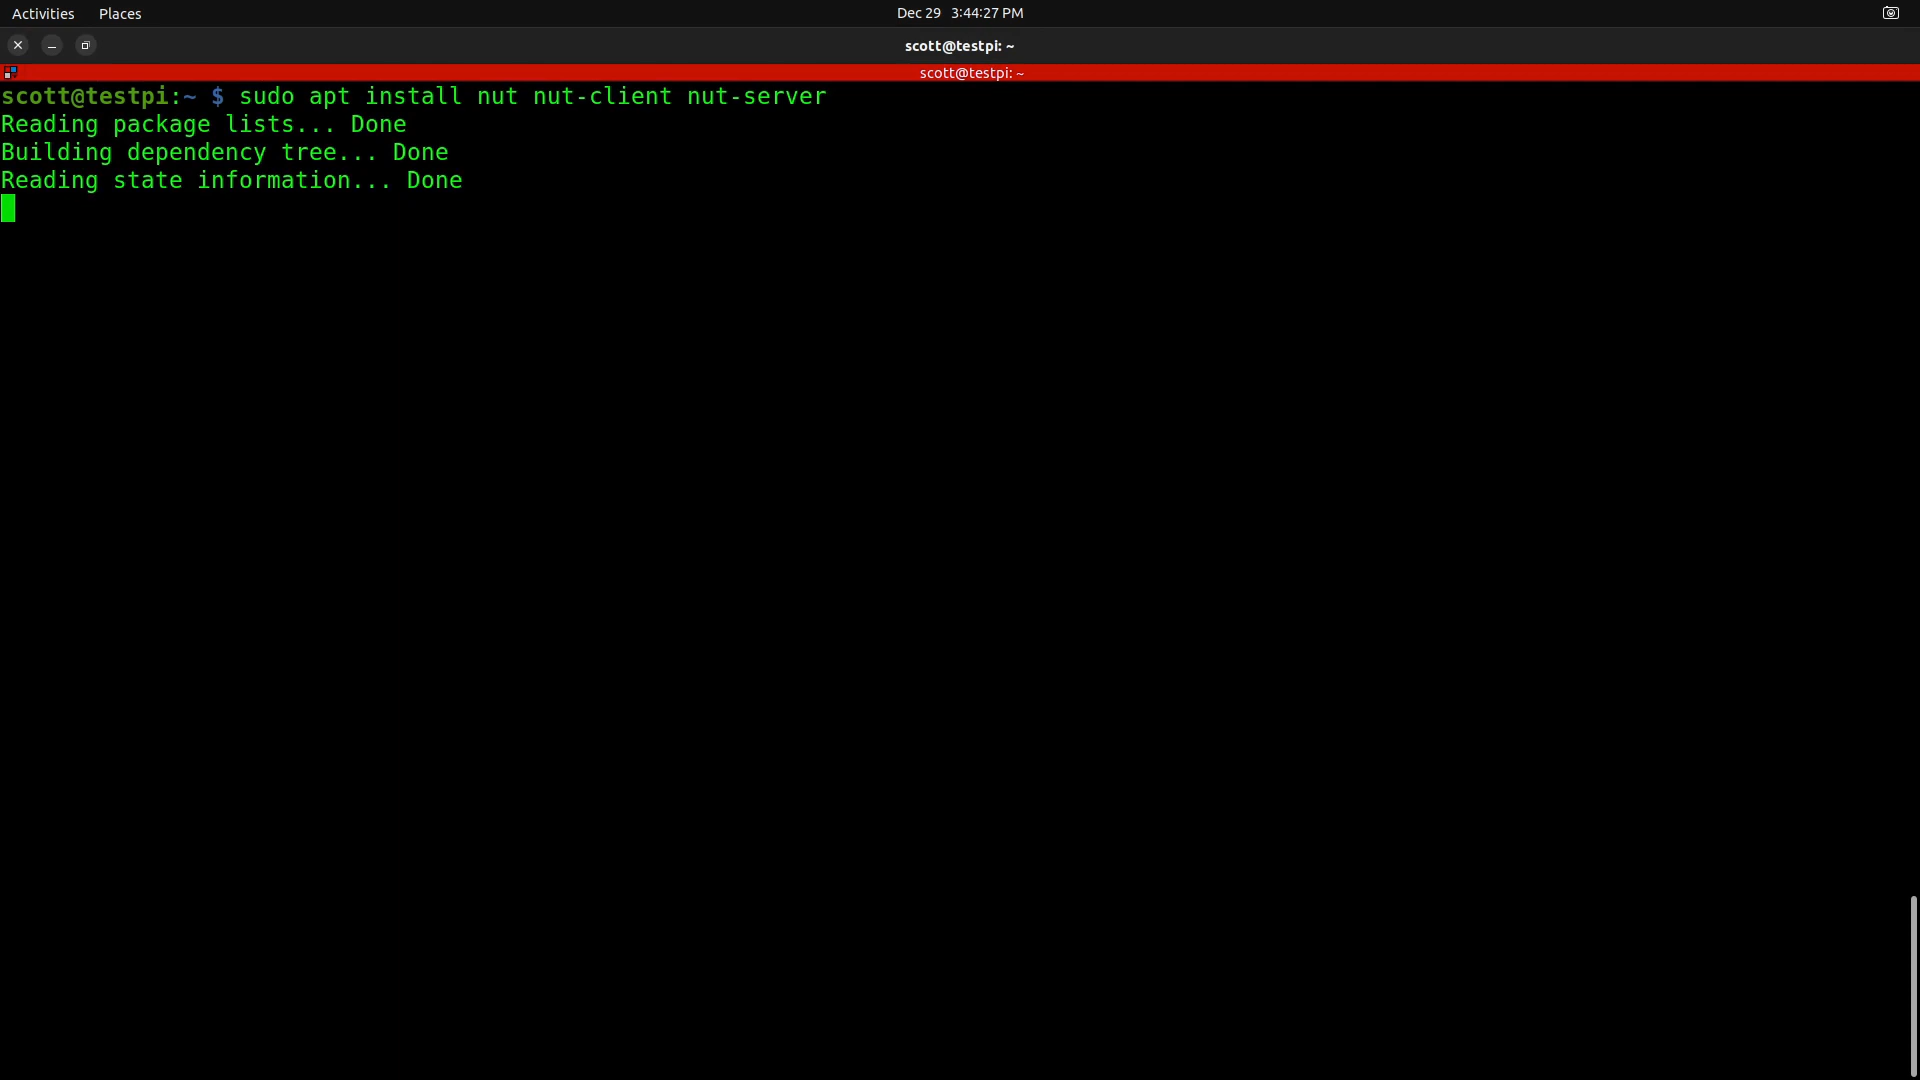 Activities Places Dec 29 3:44:27 PM
scott@testpi: ~
scott@testpi: ~
scott@testpi:~ $ sudo apt install nut nut-client nut-server
Reading package lists... Done
Building dependency tree... Done
Reading state information... Done